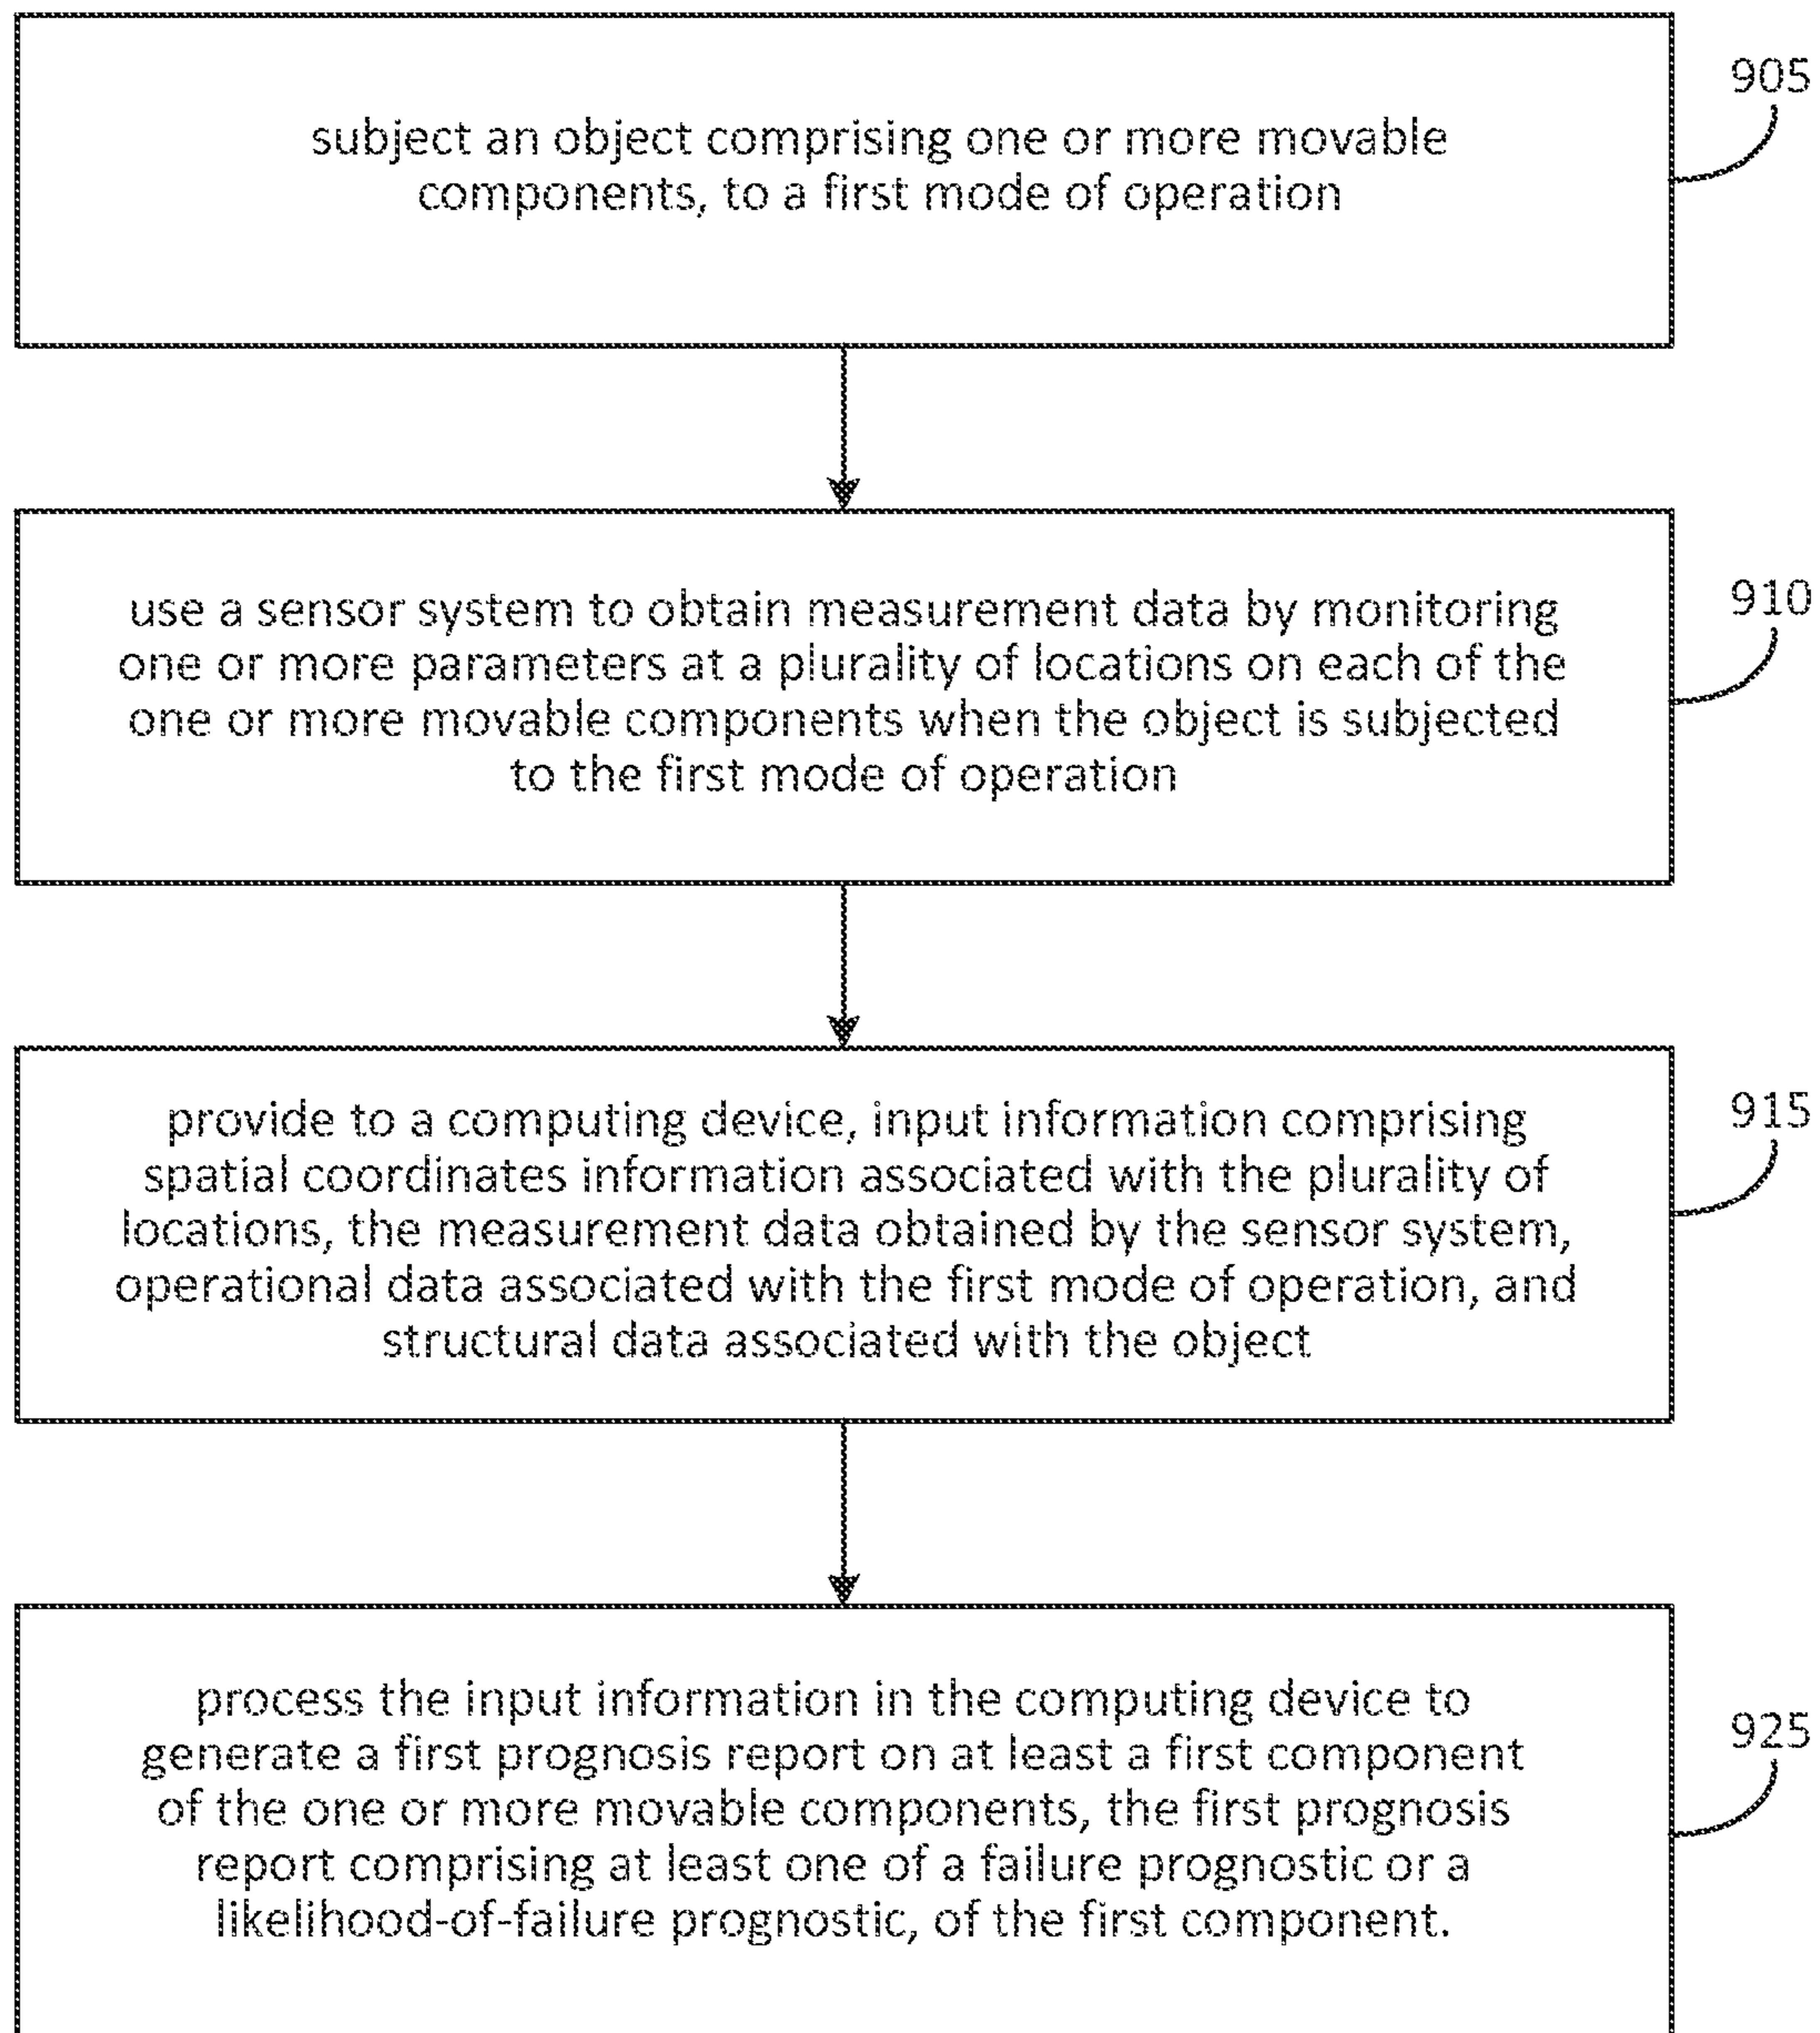 subject an object comprising one or more movable
components, to a first mode of operation
905
use a sensor system to obtain measurement data by monitoring
one or more parameters at a plurality of locations on each of the
one or more movable components when the object is subjected
to the first mode of operation
910
provide to a computing device, input information comprising
spatial coordinates information associated with the plurality of
locations, the measurement data obtained by the sensor system,
operational data associated with the first mode of operation, and
structural data associated with the object
915
process the input information in the computing device to
generate a first prognosis report on at least a first component
of the one or more movable components, the first prognosis
report comprising at least one of a failure prognostic or a
likelihood-of-failure prognostic, of the first component.
925